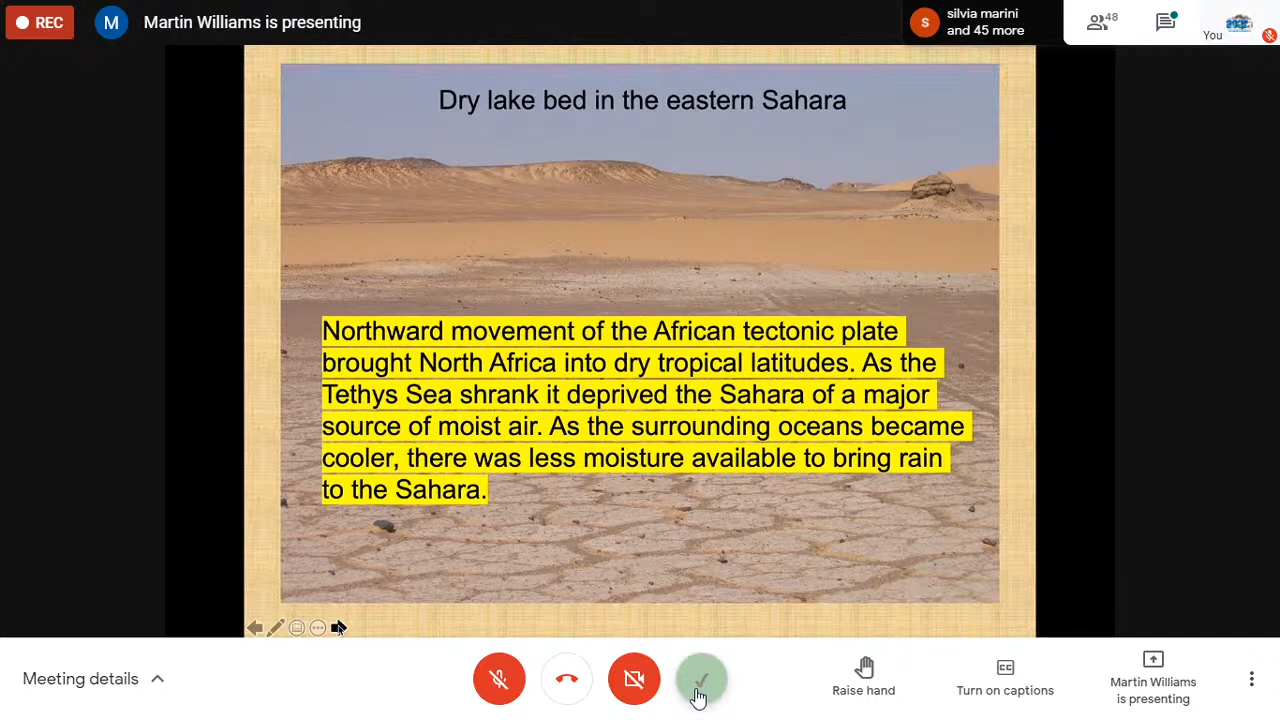 REC
M
Martin Williams is presenting
S
silvia marini
and 45 more
48
You
Dry lake bed in the eastern Sahara
Northward movement of the African tectonic plate
brought North Africa into dry tropical latitudes. As the
Tethys Sea shrank it deprived the Sahara of a major
source of moist air. As the surrounding oceans became
cooler, there was less moisture available to bring rain
to the Sahara.
Meeting details
Raise hand
CC
Turn on captions
Martin Williams
is presenting